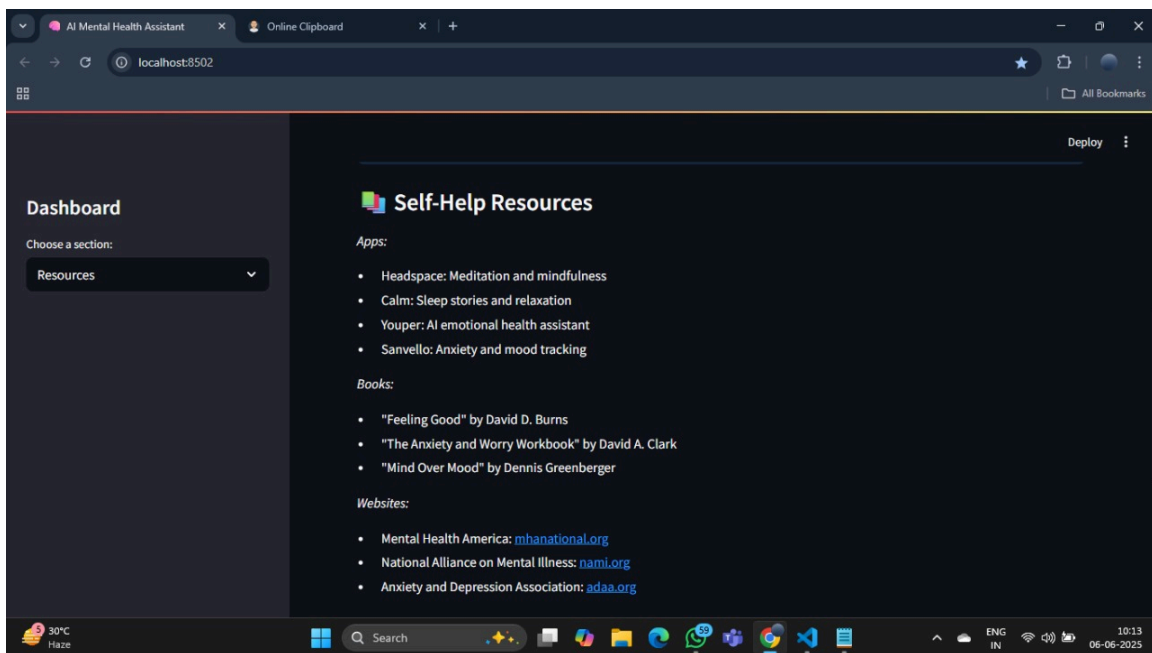 AI Mental Health Assistant
Online Clipboard
localhost:8502
All Bookmarks
Deploy
Dashboard
Choose a section:
Resources
📚 Self-Help Resources
Apps:
• Headspace: Meditation and mindfulness
• Calm: Sleep stories and relaxation
• Youper: AI emotional health assistant
• Sanvello: Anxiety and mood tracking
Books:
• "Feeling Good" by David D. Burns
• "The Anxiety and Worry Workbook" by David A. Clark
• "Mind Over Mood" by Dennis Greenberger
Websites:
• Mental Health America: mhanational.org
• National Alliance on Mental Illness: nami.org
• Anxiety and Depression Association: adaa.org
5
30°C
Haze
Search
59
ENG
IN
10:13
06-06-2025